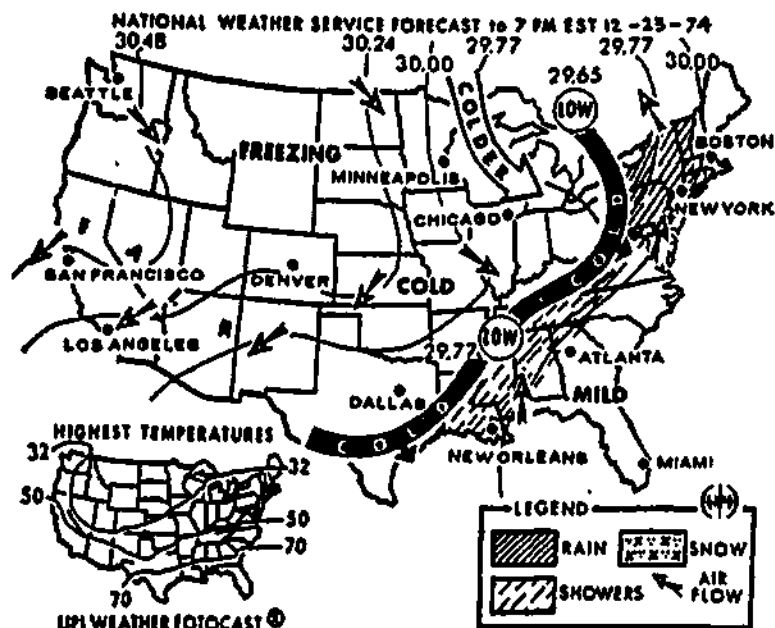 NATIONAL WEATHER SERVICE FORECAST to 7 PM EST 12-23-74
30.48
30.24
30.00
29.77
29.65
29.77
30.00
SEATTLE
COLDER
LOW
BOSTON
FREEZING
MINNEAPOLIS
NEW YORK
CHICAGO
SAN FRANCISCO
DENVER
COLD
LOS ANGELES
29.77
LOW
ATLANTA
DALLAS
COLD
MILD
NEW ORLEANS
MIAMI
HIGHEST TEMPERATURES
32
32
50
50
70
70
UPI WEATHER FOTOCAST ®
LEGEND
RAIN
SNOW
SHOWERS
AIR FLOW